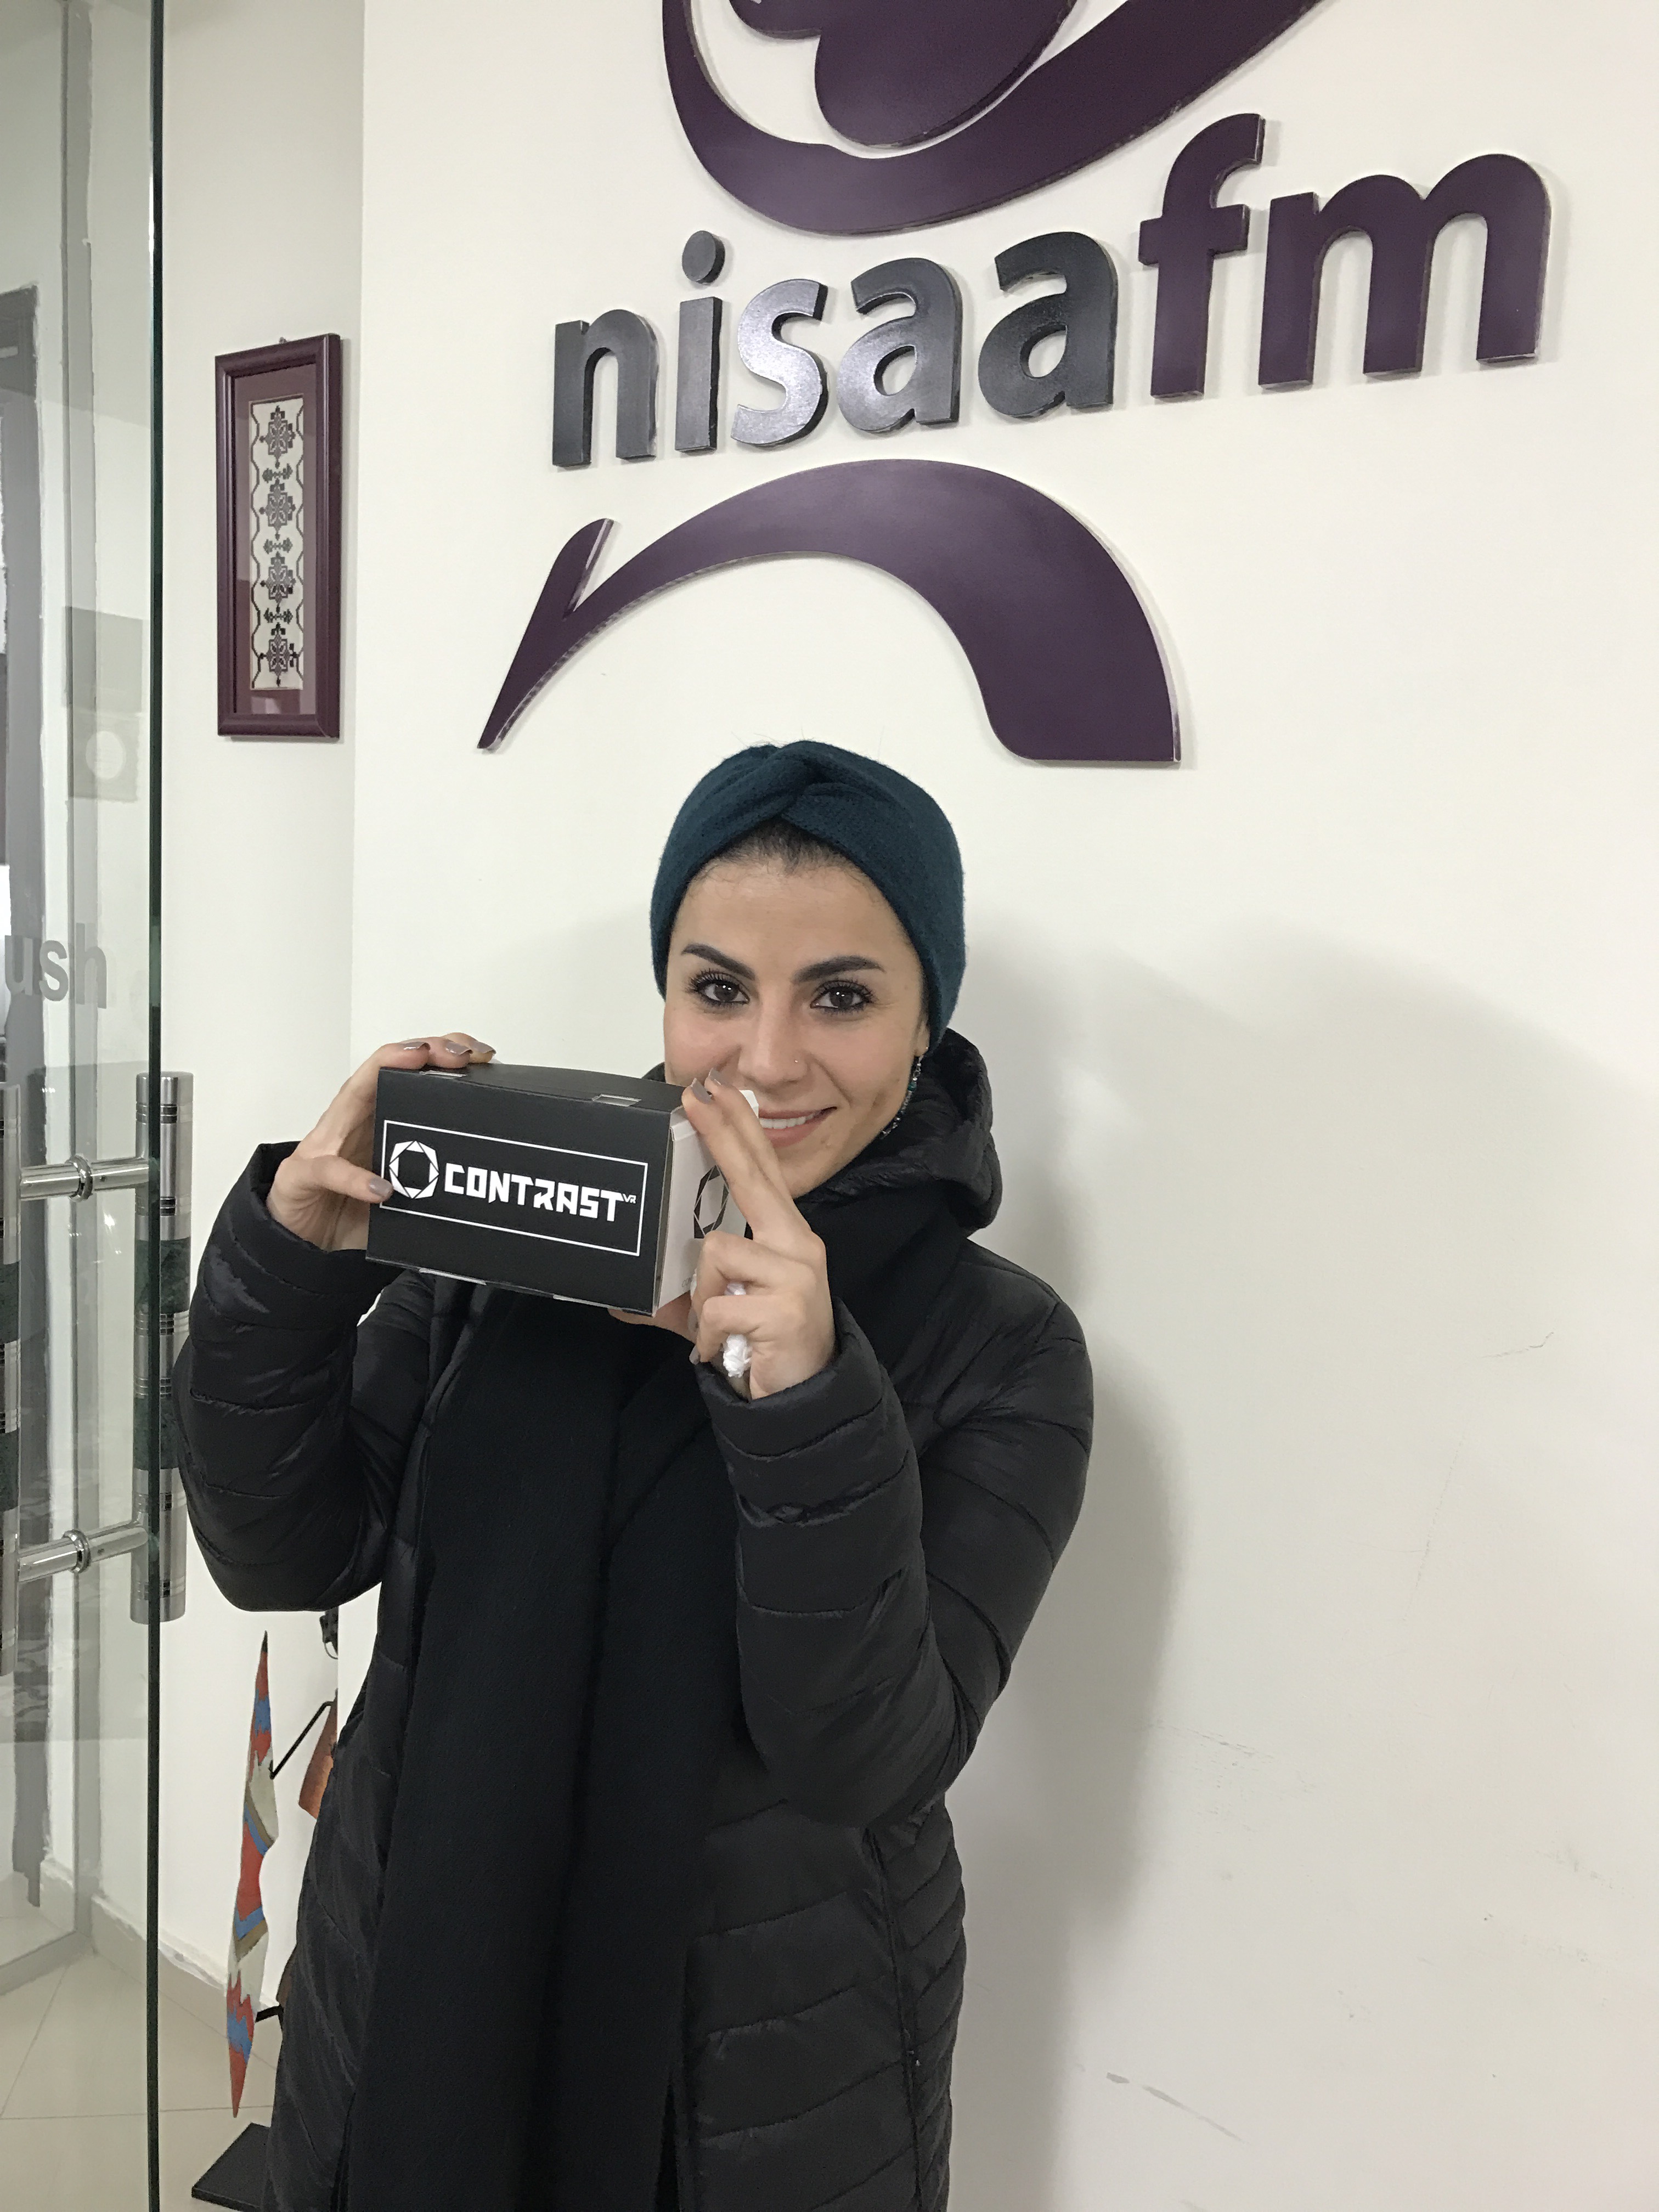 nisaafm
ush
CONTRAST VR